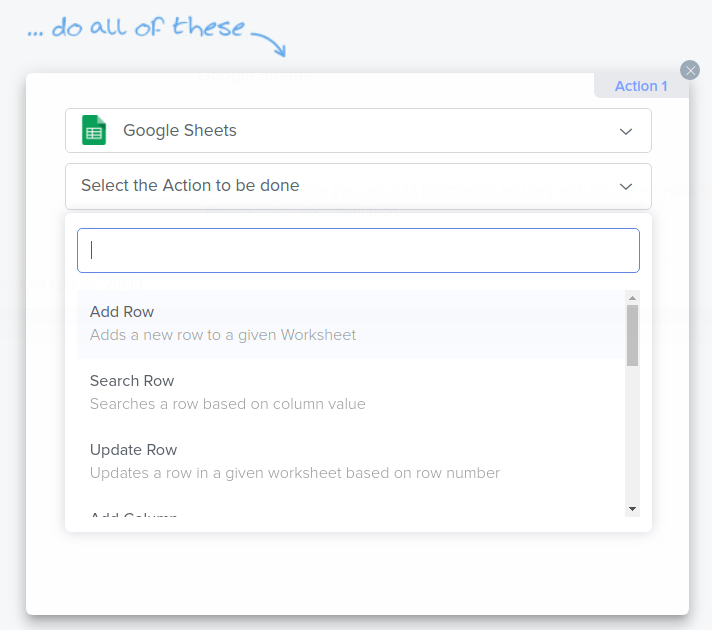 ... do all of these
Action 1
Google Sheets
Select the Action to be done
Add Row
Adds a new row to a given Worksheet
Search Row
Searches a row based on column value
Update Row
Updates a row in a given worksheet based on row number
Add Column